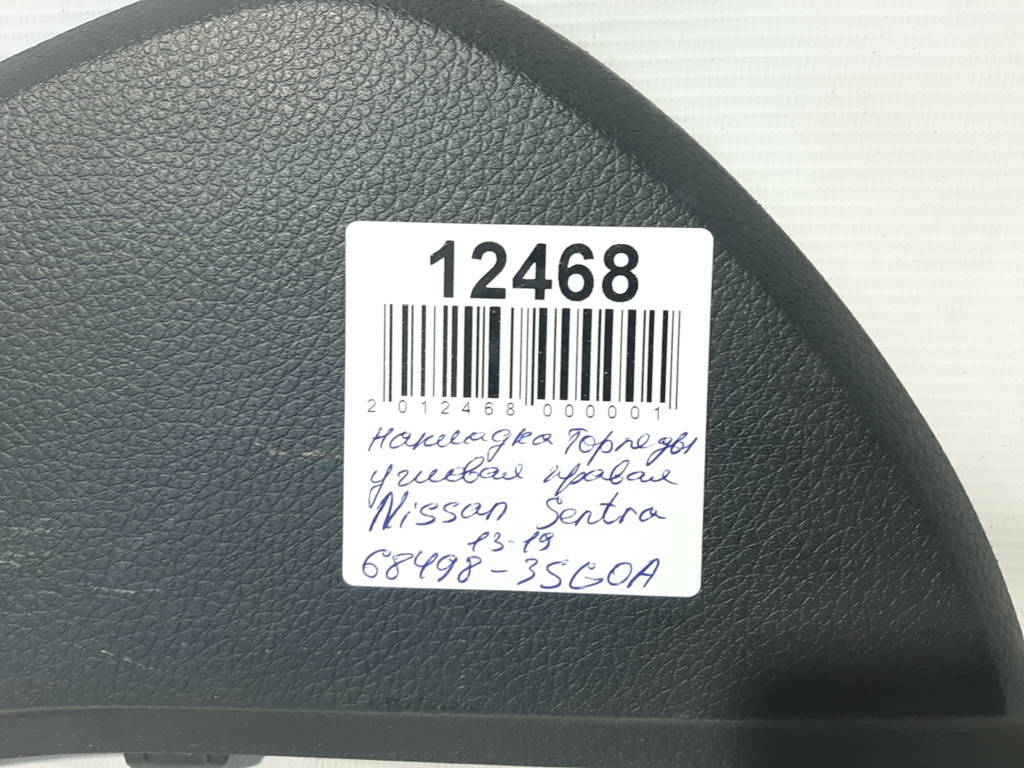 12468
2 012468 000001
накладка торпеды
угловая правая
Nissan Sentra
13-19
68498-3SG0A